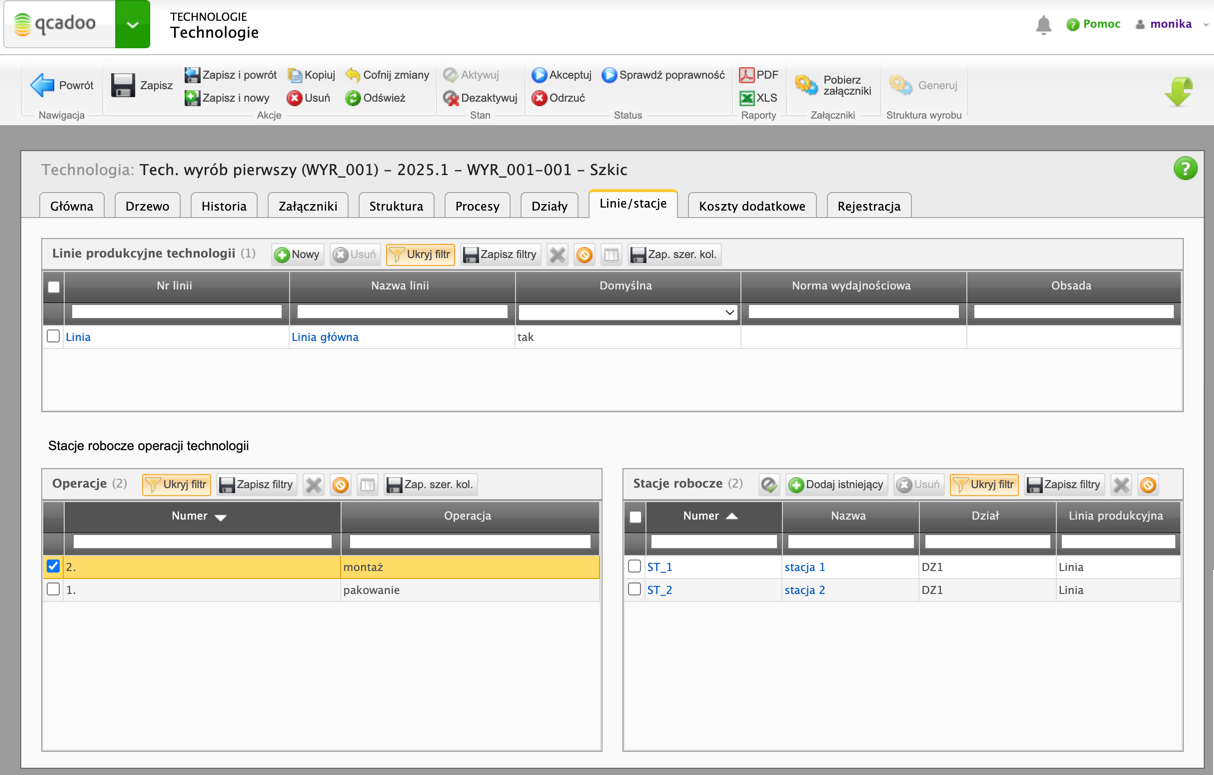 qcadoo
TECHNOLOGIE
Technologie
Pomoc
monika
Powrót
Nawigacja
Zapisz
Zapisz i powrót
Zapisz i nowy
Kopiuj
Usuń
Cofnij zmiany
Odśwież
Akcje
Aktywuj
Dezaktywuj
Stan
Akceptuj
Odrzuć
Sprawdź poprawność
Status
PDF
XLS
Raporty
Pobierz
załączniki
Załączniki
Generuj
Struktura wyrobu
Technologia: Tech. wyrób pierwszy (WYR_001) - 2025.1 - WYR_001-001 - Szkic
Główna Drzewo Historia Załączniki Struktura Procesy Działy Linie/stacje Koszty dodatkowe Rejestracja
Linie produkcyjne technologii (1) Nowy Usuń Ukryj filtr Zapisz filtry Zap. szer. kol.
Nr linii Nazwa linii Domyślna Norma wydajnościowa Obsada
Linia Linia główna tak
Stacje robocze operacji technologii
Operacje (2) Ukryj filtr Zapisz filtry Zap. szer. kol.
Numer Operacja
2. montaż
1. pakowanie
Stacje robocze (2) Dodaj istniejący Usuń Ukryj filtr Zapisz filtry
Numer Nazwa Dział Linia produkcyjna
ST_1 stacja 1 DZ1 Linia
ST_2 stacja 2 DZ1 Linia